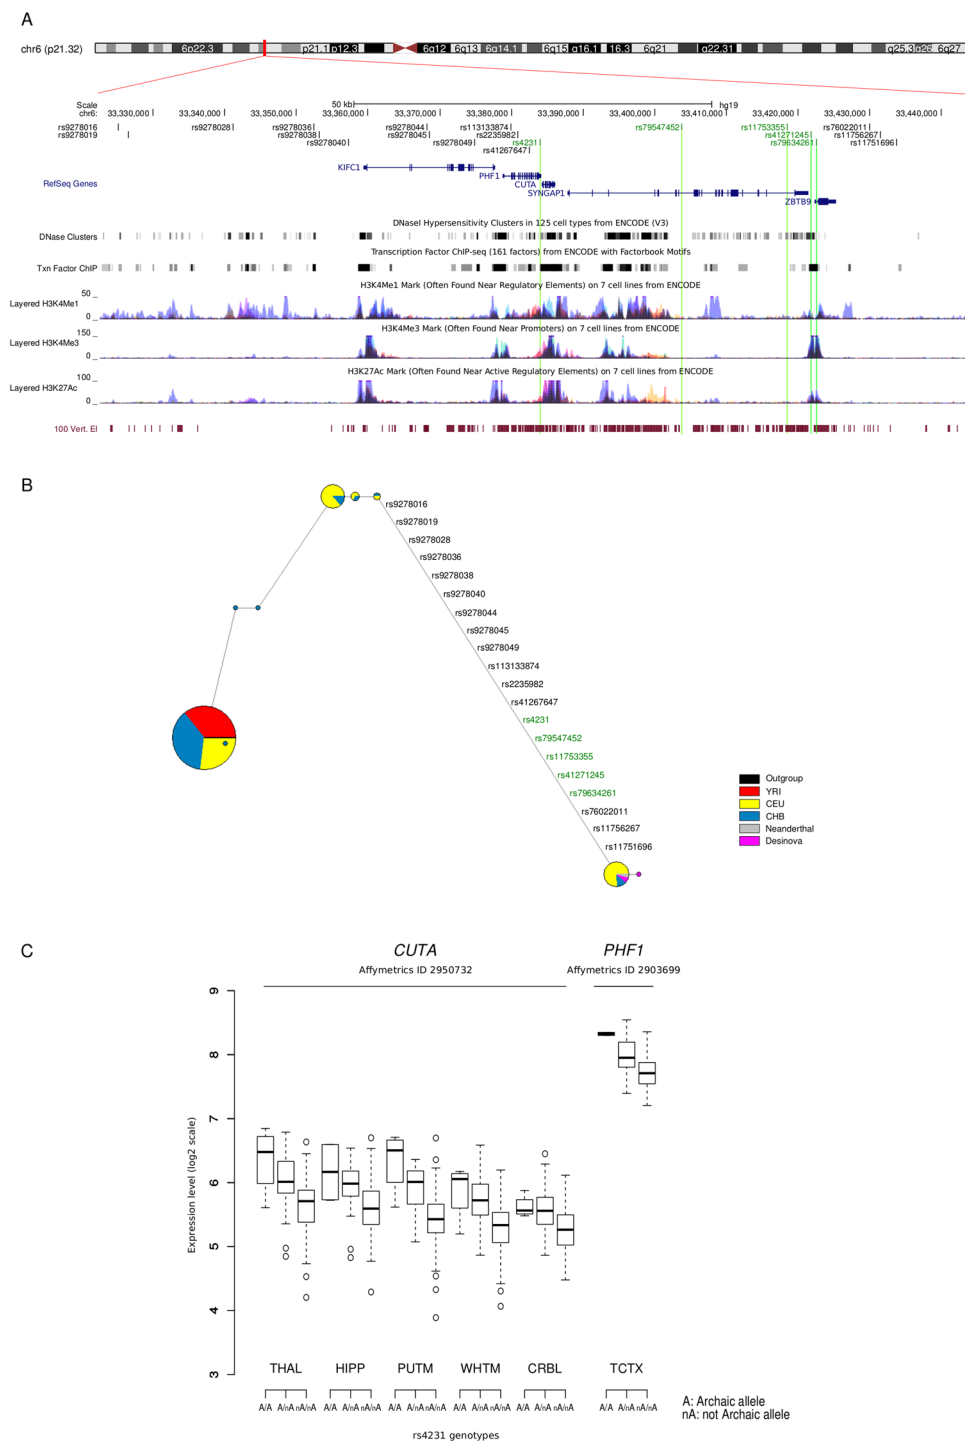 A
chr6 (p21.32)
6p22.3 p21.1 p12.3 6q12 6q13 6q14.1 6q15 q16.1 16.3 6q21 q22.31 q25.3 q26 6q27
Scale
50 kb
hg19
chr6:
33,330,000 33,340,000 33,350,000 33,360,000 33,370,000 33,380,000 33,390,000 33,400,000 33,410,000 33,420,000 33,430,000 33,440,000
rs9278016 rs9278028 rs9278036 rs9278044 rs113133874 rs79547452 rs11753355 rs76022011
rs9278019 rs9278038 rs9278045 rs2235982 rs41271245 rs11756267
rs9278040 rs9278049 rs4231 rs79634261 rs11751696
rs41267647
KIFC1
PHF1
RefSeq Genes
CUTA
SYNGAP1
ZBTB9
DNaseI Hypersensitivity Clusters in 125 cell types from ENCODE (V3)
DNase Clusters
Transcription Factor ChIP-seq (161 factors) from ENCODE with Factorbook Motifs
Txn Factor ChIP
H3K4Me1 Mark (Often Found Near Regulatory Elements) on 7 cell lines from ENCODE
50
Layered H3K4Me1
0
H3K4Me3 Mark (Often Found Near Promoters) on 7 cell lines from ENCODE
150
Layered H3K4Me3
0
H3K27Ac Mark (Often Found Near Active Regulatory Elements) on 7 cell lines from ENCODE
100
Layered H3K27Ac
0
100 Vert. El
B
rs9278016
rs9278019
rs9278028
rs9278036
rs9278038
rs9278040
rs9278044
rs9278045
rs9278049
rs113133874
rs2235982
rs41267647
rs4231
rs79547452
rs11753355
rs41271245
rs79634261
rs76022011
rs11756267
rs11751696
Outgroup
YRI
CEU
CHB
Neanderthal
Desinova
C
CUTA PHF1
Affymetrics ID 2950732 Affymetrics ID 2903699
9
8
7
6
5
4
3
Expression level (log2 scale)
THAL HIPP PUTM WHTM CRBL TCTX
A/A A/nA nA/nA A/A A/nA nA/nA A/A A/nA nA/nA A/A A/nA nA/nA A/A A/nA nA/nA A/A A/nA nA/nA
A: Archaic allele
nA: not Archaic allele
rs4231 genotypes